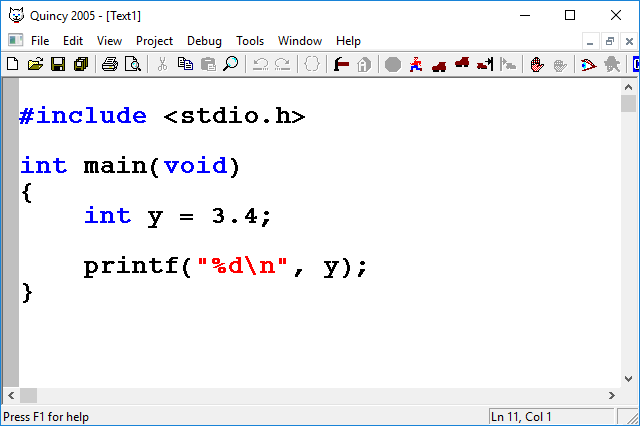 Quincy 2005 - [Text1]
File Edit View Project Debug Tools Window Help
#include <stdio.h>
int main(void)
{
    int y = 3.4;
    printf("%d\n", y);
}
Press F1 for help
Ln 11, Col 1